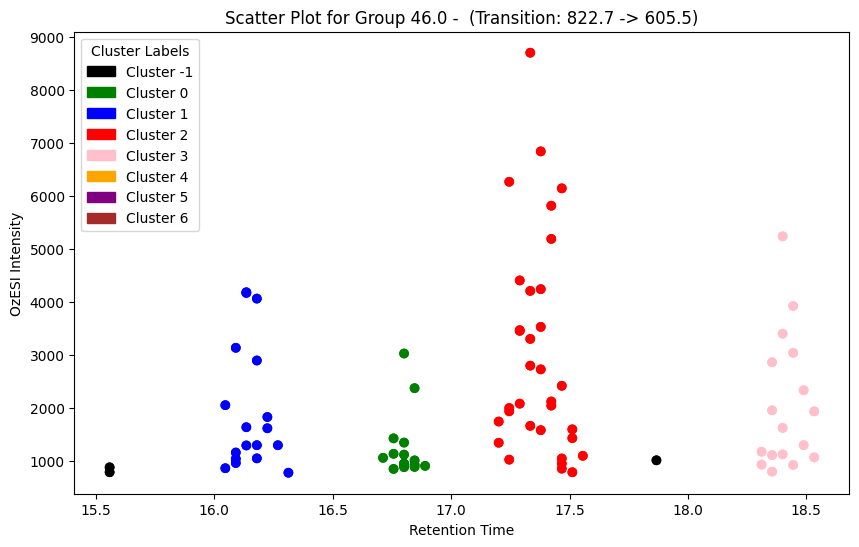 Scatter Plot for Group 46.0 -  (Transition: 822.7 -> 605.5)
Cluster Labels
Cluster -1
Cluster 0
Cluster 1
Cluster 2
Cluster 3
Cluster 4
Cluster 5
Cluster 6
OzESI Intensity
9000
8000
7000
6000
5000
4000
3000
2000
1000
15.5 16.0 16.5 17.0 17.5 18.0 18.5
Retention Time